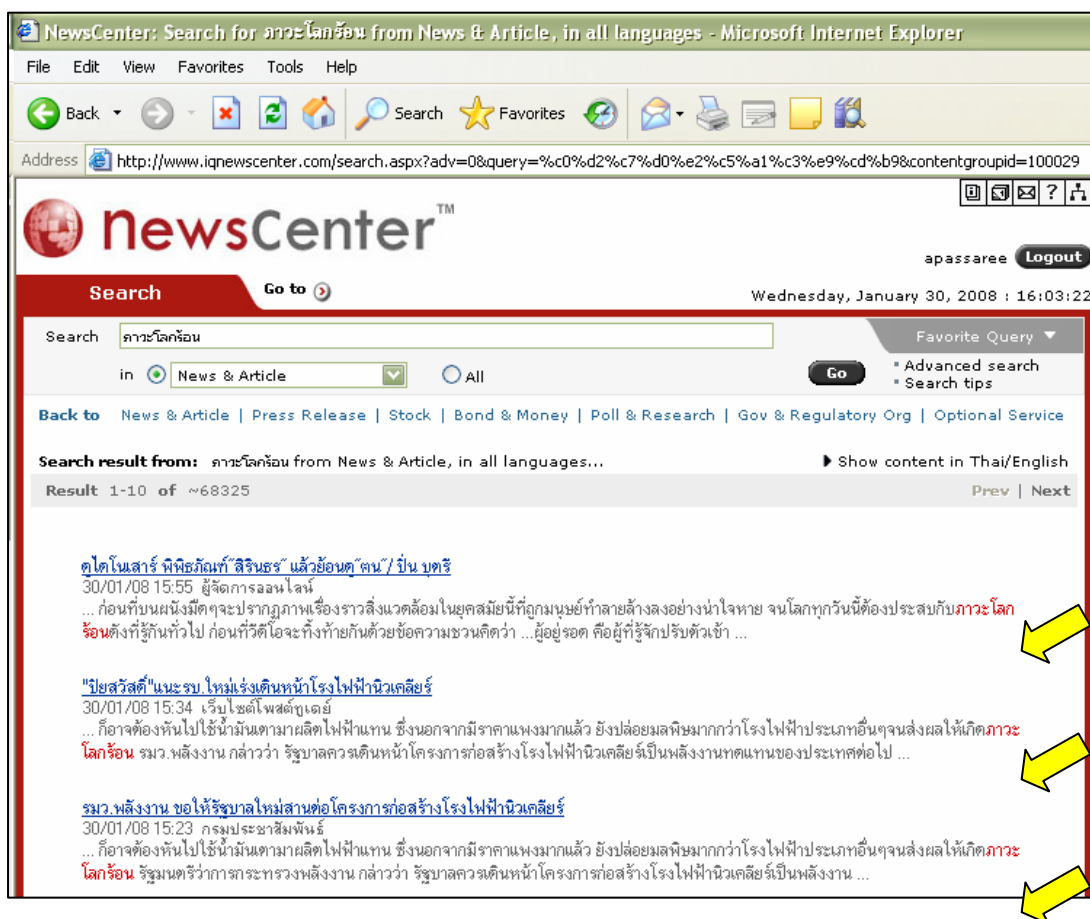 NewsCenter: Search for ภาวะโลกร้อน from News & Article, in all languages - Microsoft Internet Explorer
File Edit View Favorites Tools Help
Back Search Favorites
Address http://www.iqnewscenter.com/search.aspx?adv=0&query=%c0%d2%c7%d0%e2%c5%a1%c3%e9%cd%b9&contentgroupid=100029
newsCenter™
apassaree Logout
Search Go to Wednesday, January 30, 2008 : 16:03:22
Search ภาวะโลกร้อน Favorite Query
in News & Article All Go Advanced search
Search tips
Back to News & Article | Press Release | Stock | Bond & Money | Poll & Research | Gov & Regulatory Org | Optional Service
Search result from: ภาวะโลกร้อน from News & Article, in all languages... Show content in Thai/English
Result 1-10 of ~68325 Prev | Next
ดูไดโนเสาร์ พิพิธภัณฑ์"สิรินธร" แล้วย้อนดู"ตน"/ ปิ่น บุตรี
30/01/08 15:55 ผู้จัดการออนไลน์
... ก่อนที่บนผนังมืดๆจะปรากฏภาพเรื่องราวสิ่งแวดล้อมในยุคสมัยนี้ที่ถูกมนุษย์ทำลายล้างลงอย่างน่าใจหาย จนโลกทุกวันนี้ต้องประสบกับภาวะโลก
ร้อนดังที่รู้กันทั่วไป ก่อนที่วีดีโอจะทิ้งท้ายกันด้วยข้อความชวนคิดว่า ...ผู้อยู่รอด คือผู้ที่รู้จักปรับตัวเข้า ...
"ปิยสวัสดิ์"แนะรบ.ใหม่เร่งเดินหน้าโรงไฟฟ้านิวเคลียร์
30/01/08 15:34 เว็บไซต์โพสต์ทูเดย์
... ก็อาจต้องหันไปใช้น้ำมันเตามาผลิตไฟฟ้าแทน ซึ่งนอกจากมีราคาแพงมากแล้ว ยังปล่อยมลพิษมากกว่าโรงไฟฟ้าประเภทอื่นๆจนส่งผลให้เกิดภาวะ
โลกร้อน รมว.พลังงาน กล่าวว่า รัฐบาลควรเดินหน้าโครงการก่อสร้างโรงไฟฟ้านิวเคลียร์เป็นพลังงานทดแทนของประเทศต่อไป ...
รมว.พลังงาน ขอให้รัฐบาลใหม่สานต่อโครงการก่อสร้างโรงไฟฟ้านิวเคลียร์
30/01/08 15:23 กรมประชาสัมพันธ์
... ก็อาจต้องหันไปใช้น้ำมันเตามาผลิตไฟฟ้าแทน ซึ่งนอกจากมีราคาแพงมากแล้ว ยังปล่อยมลพิษมากกว่าโรงไฟฟ้าประเภทอื่นๆจนส่งผลให้เกิดภาวะ
โลกร้อน รัฐมนตรีว่าการกระทรวงพลังงาน กล่าวว่า รัฐบาลควรเดินหน้าโครงการก่อสร้างโรงไฟฟ้านิวเคลียร์เป็นพลังงาน ...